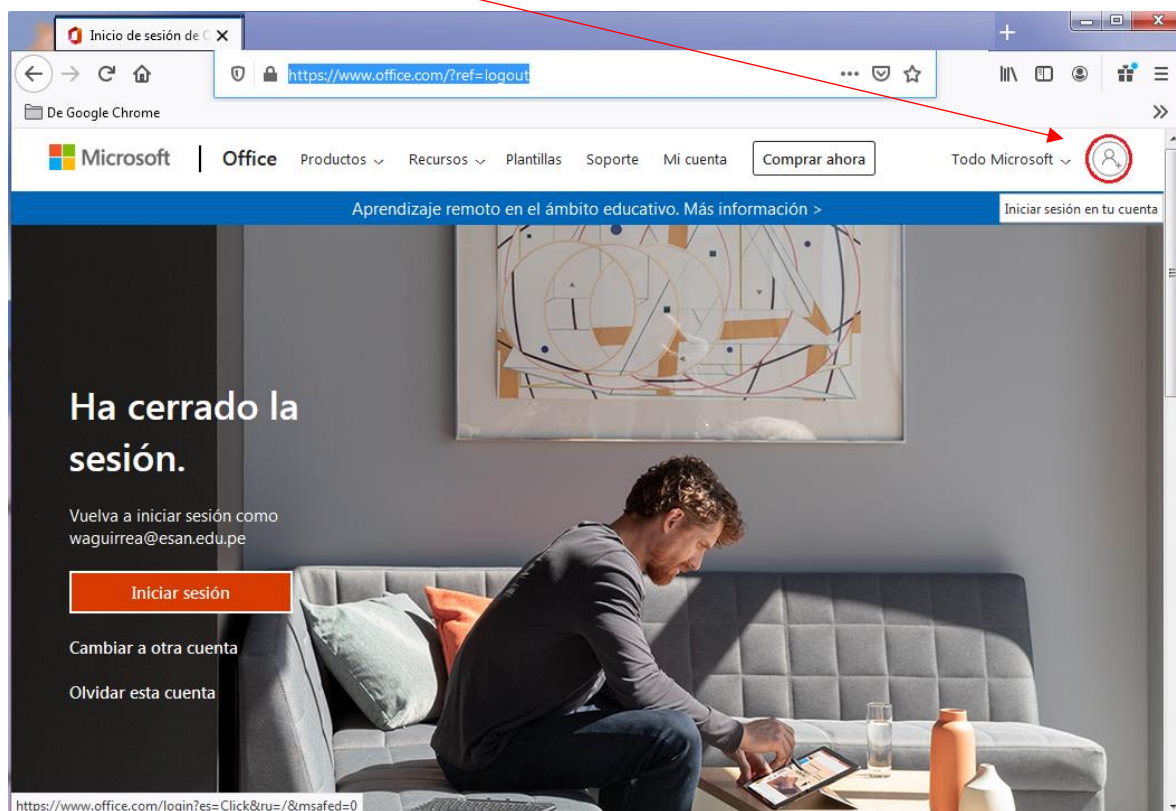 Inicio de sesión de C
https://www.office.com/?ref=logout
De Google Chrome
Microsoft Office Productos Recursos Plantillas Soporte Mi cuenta Comprar ahora Todo Microsoft
Aprendizaje remoto en el ámbito educativo. Más información >
Iniciar sesión en tu cuenta
Ha cerrado la
sesión.
Vuelva a iniciar sesión como
waguirrea@esan.edu.pe
Iniciar sesión
Cambiar a otra cuenta
Olvidar esta cuenta
https://www.office.com/login?es=Click&ru=/&msafed=0